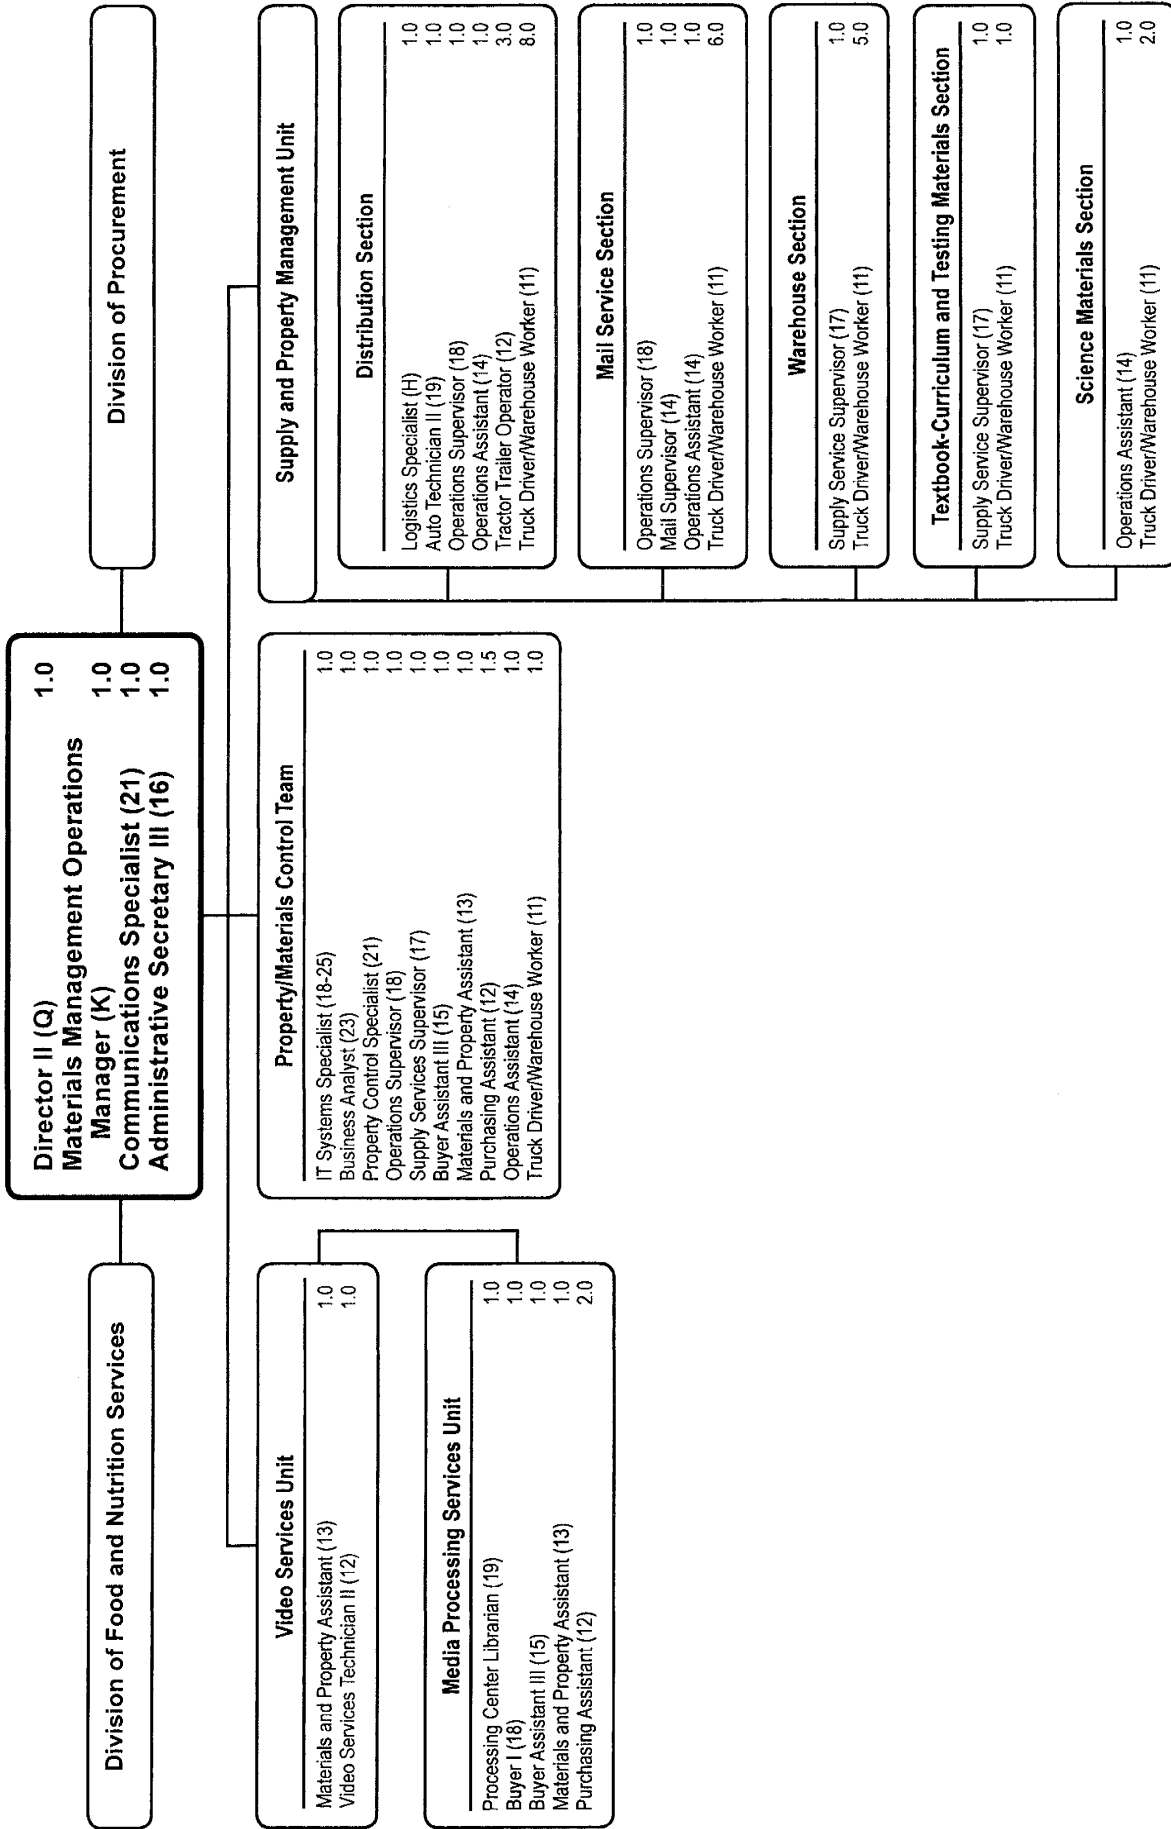 Director II (Q) 1.0
Materials Management Operations
Manager (K) 1.0
Communications Specialist (21) 1.0
Administrative Secretary III (16) 1.0
Division of Food and Nutrition Services
Division of Procurement
Video Services Unit
Materials and Property Assistant (13) 1.0
Video Services Technician II (12) 1.0
Media Processing Services Unit
Processing Center Librarian (19) 1.0
Buyer I (18) 1.0
Buyer Assistant III (15) 1.0
Materials and Property Assistant (13) 1.0
Purchasing Assistant (12) 2.0
Property/Materials Control Team
IT Systems Specialist (18-25) 1.0
Business Analyst (23) 1.0
Property Control Specialist (21) 1.0
Operations Supervisor (18) 1.0
Supply Services Supervisor (17) 1.0
Buyer Assistant III (15) 1.0
Materials and Property Assistant (13) 1.0
Purchasing Assistant (12) 1.5
Operations Assistant (14) 1.0
Truck Driver/Warehouse Worker (11) 1.0
Supply and Property Management Unit
Distribution Section
Logistics Specialist (H) 1.0
Auto Technician II (19) 1.0
Operations Supervisor (18) 1.0
Operations Assistant (14) 1.0
Tractor Trailer Operator (12) 3.0
Truck Driver/Warehouse Worker (11) 8.0
Mail Service Section
Operations Supervisor (18) 1.0
Mail Supervisor (14) 1.0
Operations Assistant (14) 1.0
Truck Driver/Warehouse Worker (11) 6.0
Warehouse Section
Supply Service Supervisor (17) 1.0
Truck Driver/Warehouse Worker (11) 5.0
Textbook-Curriculum and Testing Materials Section
Supply Service Supervisor (17) 1.0
Truck Driver/Warehouse Worker (11) 1.0
Science Materials Section
Operations Assistant (14) 1.0
Truck Driver/Warehouse Worker (11) 2.0